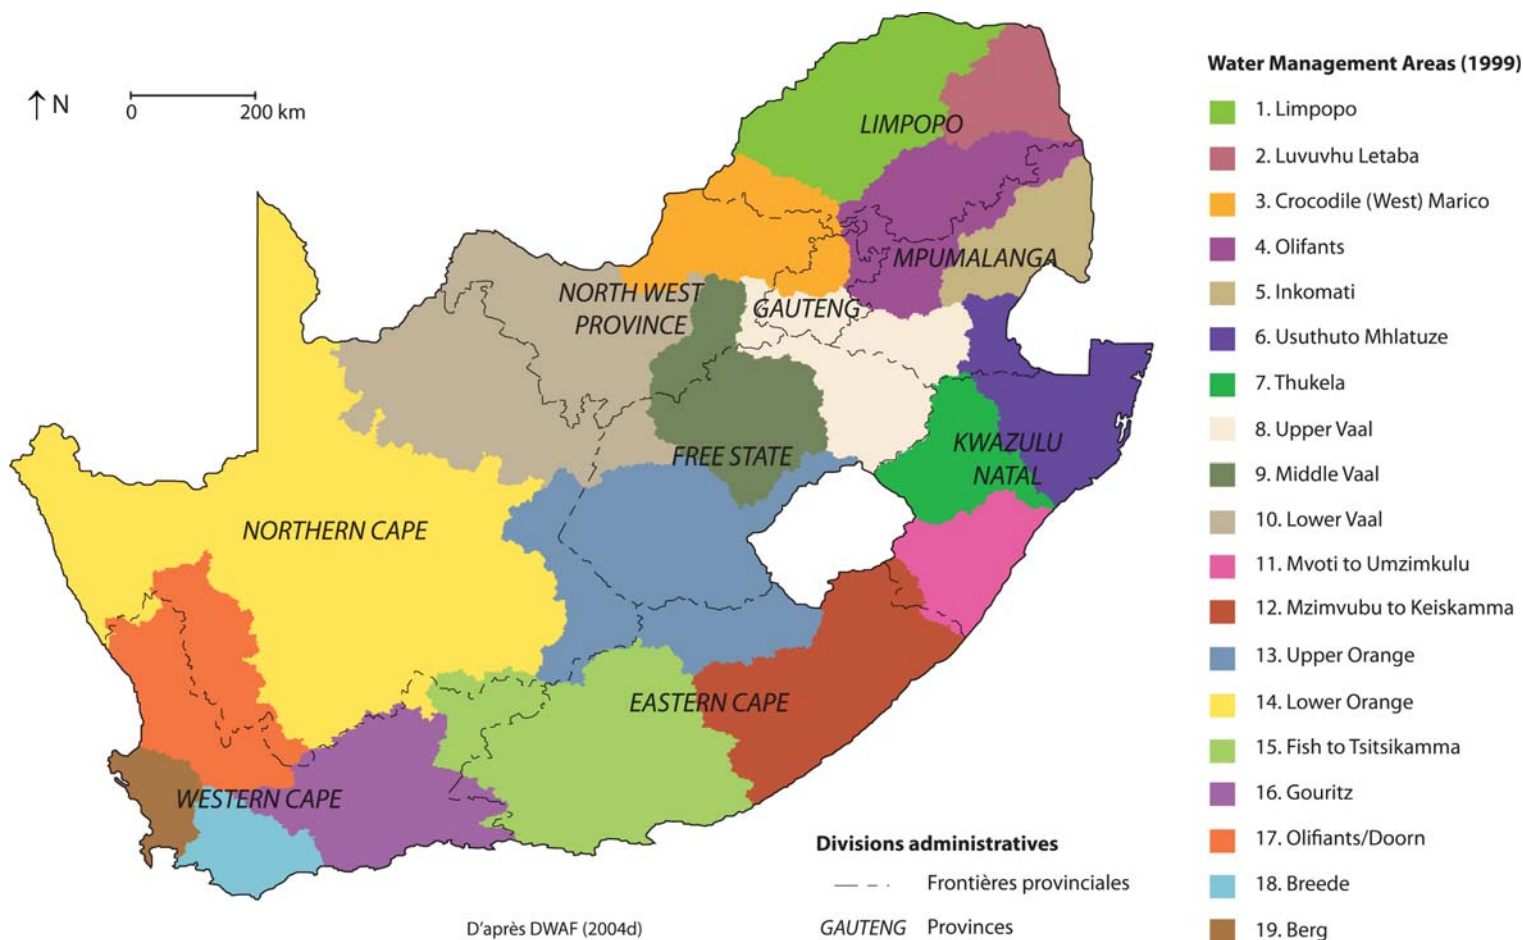 Water Management Areas (1999)
N
0 200 km
1. Limpopo
2. Luvuvhu Letaba
3. Crocodile (West) Marico
4. Olifants
5. Inkomati
6. Usuthuto Mhlatuze
7. Thukela
8. Upper Vaal
9. Middle Vaal
10. Lower Vaal
11. Mvoti to Umzimkulu
12. Mzimvubu to Keiskamma
13. Upper Orange
14. Lower Orange
15. Fish to Tsitsikamma
16. Gouritz
17. Olifiants/Doorn
18. Breede
19. Berg
LIMPOPO
MPUMALANGA
NORTH WEST
PROVINCE
GAUTENG
KWAZULU
NATAL
FREE STATE
NORTHERN CAPE
EASTERN CAPE
WESTERN CAPE
Divisions administratives
Frontières provinciales
GAUTENG Provinces
D'après DWAF (2004d)